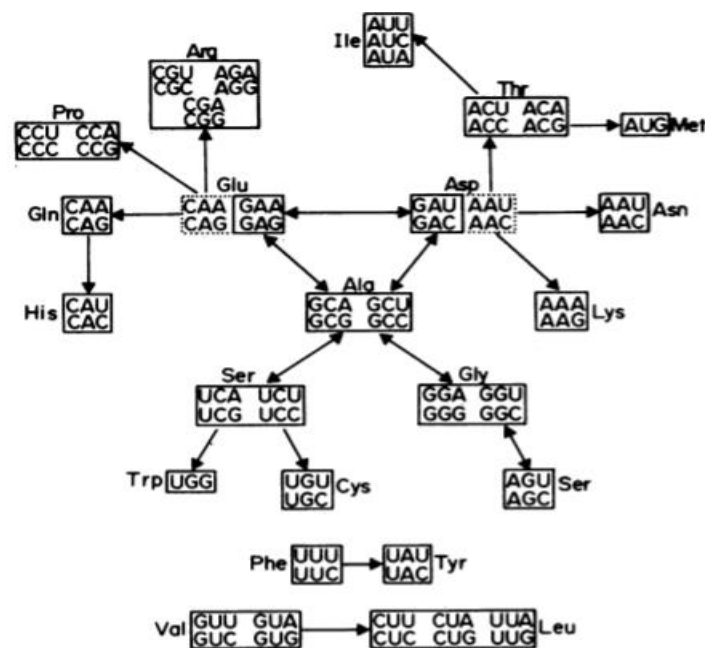 AUU
Ile AUC
AUA
Arg
CGU AGA
CGC AGG
CGA
CGG
Thr
ACU ACA
ACC ACG
AUG Met
Pro
CCU CCA
CCC CCG
Glu
Asp
Gln CAA
CAG
CAA GAA
CAG GAG
GAU AAU
GAC AAC
AAU Asn
AAC
Ala
GCA GCU
GCG GCC
His CAU
CAC
AAA Lys
AAG
Ser
UCA UCU
UCG UCC
Gly
GGA GGU
GGG GGC
Trp UGG
UGU Cys
UGC
AGU Ser
AGC
Phe UUU UAU Tyr
UUC UAC
Val GUU GUA CUU CUA UUA Leu
GUC GUG CUC CUG UUG